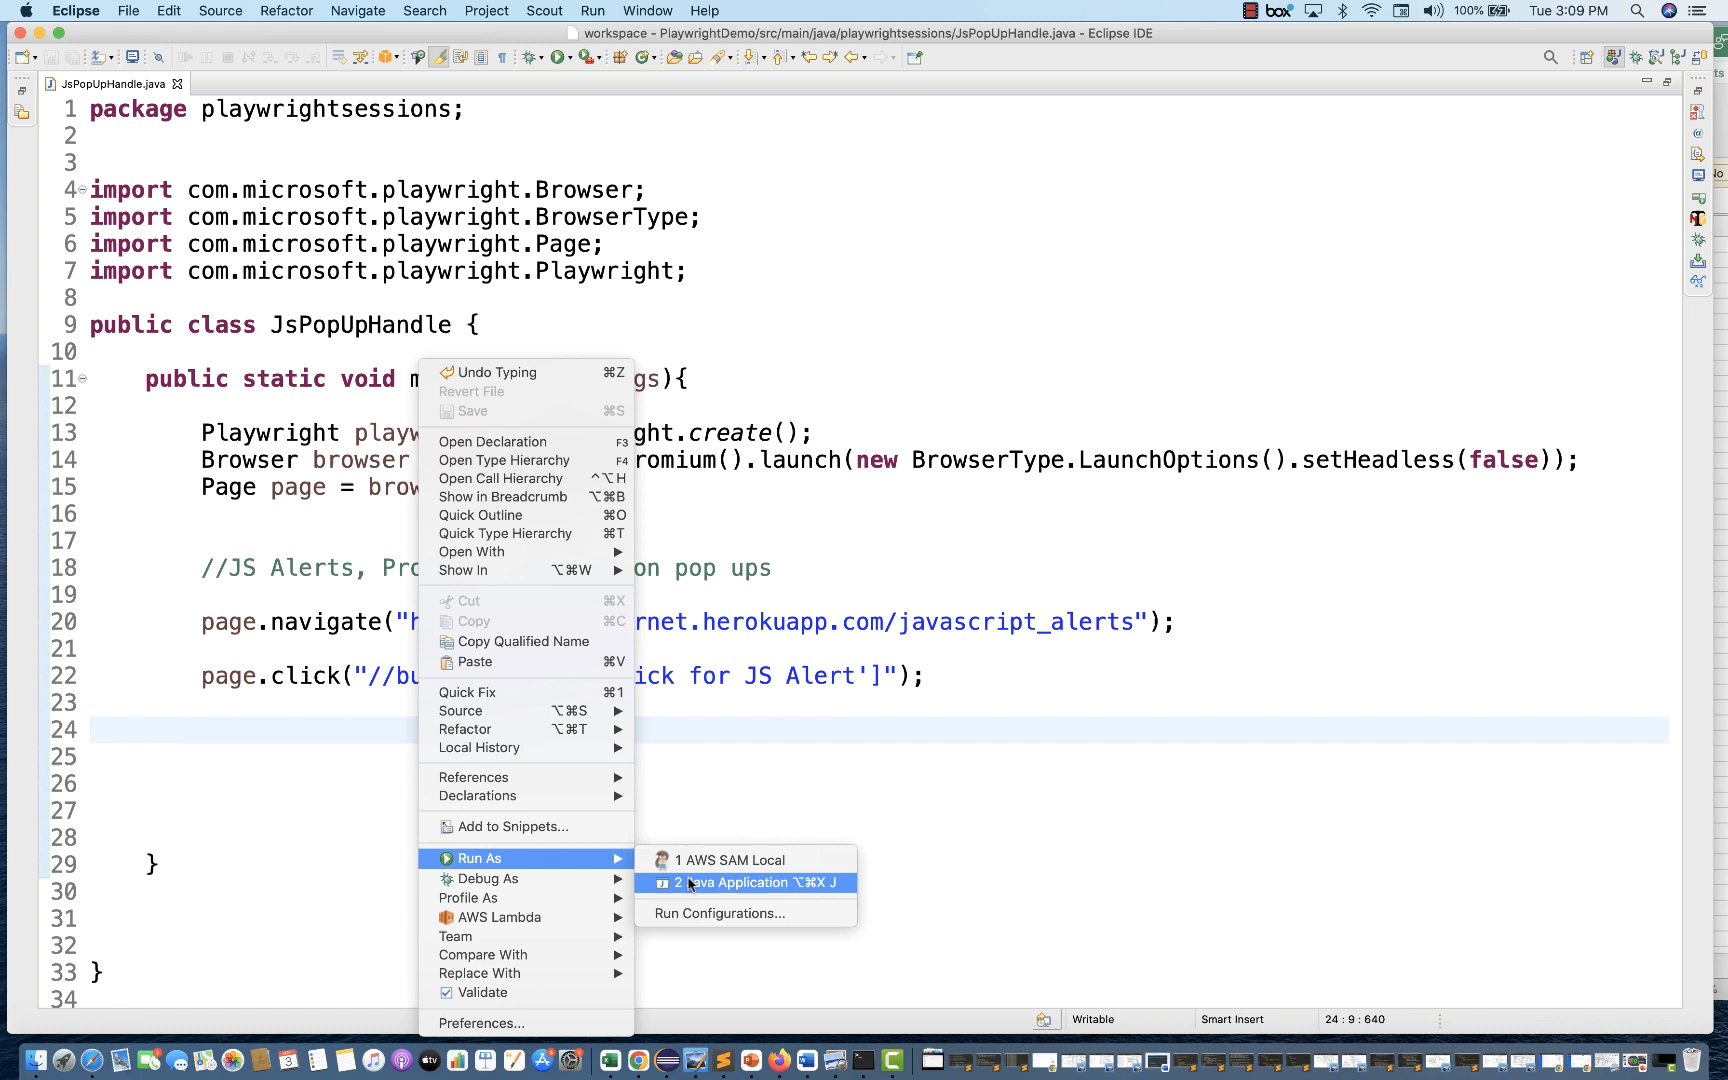 Eclipse File Edit Source Refactor Navigate Search Project Scout Run Window Help box 100% Tue 3:09 PM
workspace - PlaywrightDemo/src/main/java/playwrightsessions/JsPopUpHandle.java - Eclipse IDE
JsPopUpHandle.java
1 package playwrightsessions;
2
3
4 import com.microsoft.playwright.Browser;
5 import com.microsoft.playwright.BrowserType;
6 import com.microsoft.playwright.Page;
7 import com.microsoft.playwright.Playwright;
8
9 public class JsPopUpHandle {
10
11 public static void m gs){
12
13 Playwright playw ght.create();
14 Browser browser romium().launch(new BrowserType.LaunchOptions().setHeadless(false));
15 Page page = brow
16
17
18 //JS Alerts, Pro on pop ups
19
20 page.navigate("h rnet.herokuapp.com/javascript_alerts");
21
22 page.click("//bu ick for JS Alert']");
23
24
25
26
27
28
29 }
30
31
32
33 }
34
Undo Typing ⌘Z
Revert File
Save ⌘S
Open Declaration F3
Open Type Hierarchy F4
Open Call Hierarchy ^⌥H
Show in Breadcrumb ⌥⌘B
Quick Outline ⌘O
Quick Type Hierarchy ⌘T
Open With
Show In ⌥⌘W
Cut ⌘X
Copy ⌘C
Copy Qualified Name
Paste ⌘V
Quick Fix ⌘1
Source ⌥⌘S
Refactor ⌥⌘T
Local History
References
Declarations
Add to Snippets...
Run As
Debug As
Profile As
AWS Lambda
Team
Compare With
Replace With
Validate
Preferences...
1 AWS SAM Local
2 Java Application ⌥⌘X J
Run Configurations...
Writable Smart Insert 24 : 9 : 640